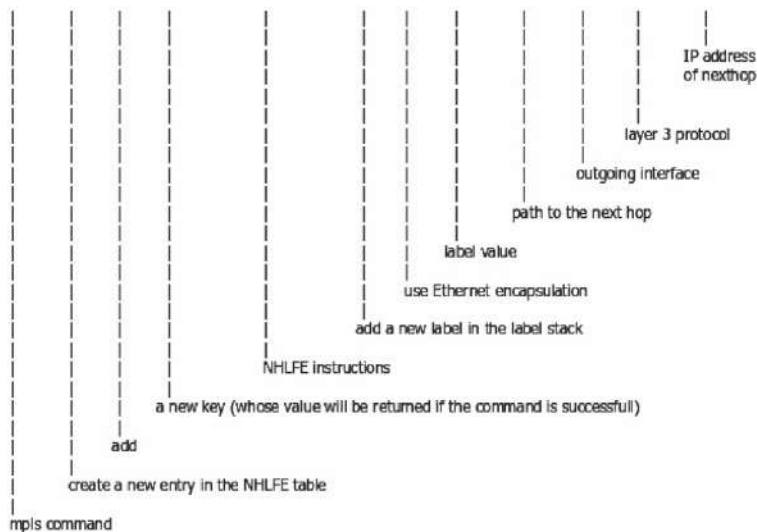 IP address
of nexthop
layer 3 protocol
outgoing interface
path to the next hop
label value
use Ethernet encapsulation
add a new label in the label stack
NHLFE instructions
a new key (whose value will be returned if the command is successfull)
add
create a new entry in the NHLFE table
mpls command